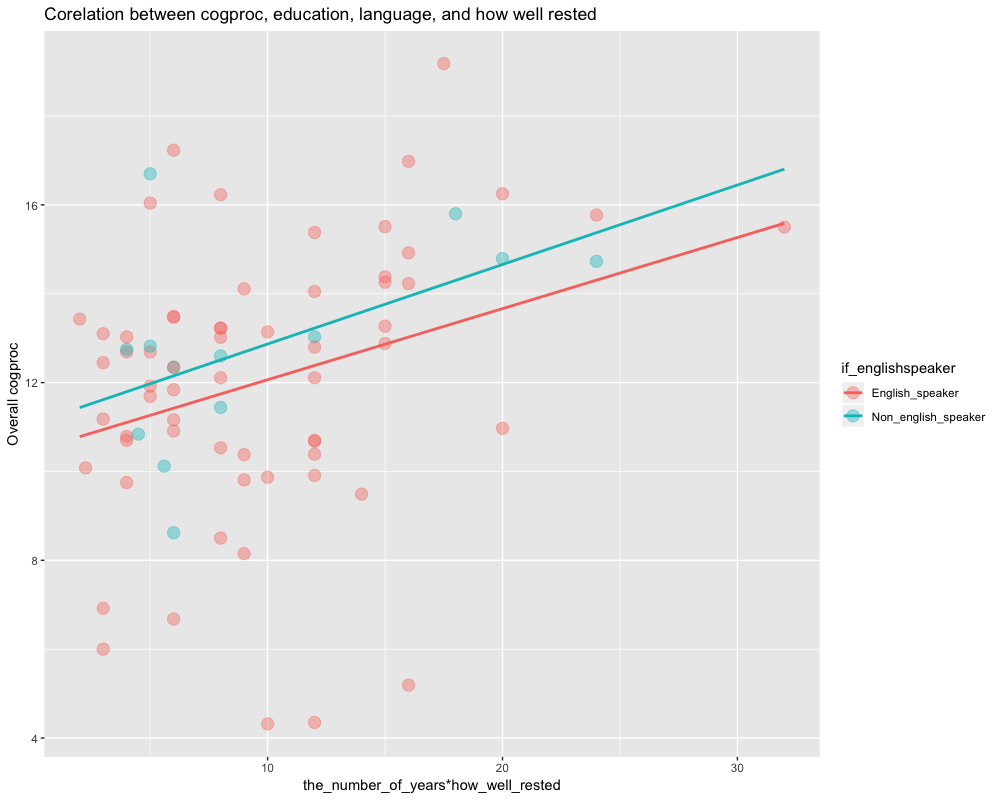 Corelation between cogproc, education, language, and how well rested
Overall cogproc
16
12
8
4
10
20
30
the_number_of_years*how_well_rested
if_englishspeaker
English_speaker
Non_english_speaker